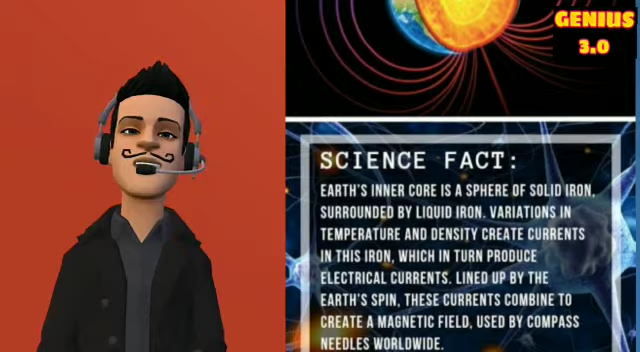 GENIUS
3.0
SCIENCE FACT:
EARTH'S INNER CORE IS A SPHERE OF SOLID IRON,
SURROUNDED BY LIQUID IRON. VARIATIONS IN
TEMPERATURE AND DENSITY CREATE CURRENTS
IN THIS IRON, WHICH IN TURN PRODUCE
ELECTRICAL CURRENTS. LINED UP BY THE
EARTH'S SPIN, THESE CURRENTS COMBINE TO
CREATE A MAGNETIC FIELD, USED BY COMPASS
NEEDLES WORLDWIDE.